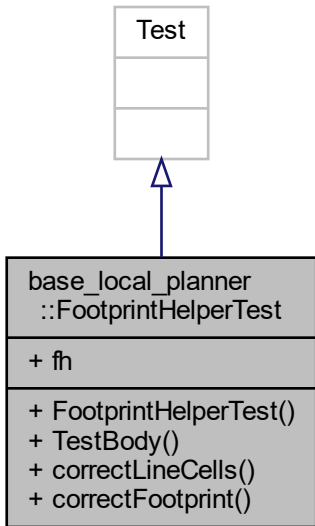 Test
base_local_planner
::FootprintHelperTest
+ fh
+ FootprintHelperTest()
+ TestBody()
+ correctLineCells()
+ correctFootprint()